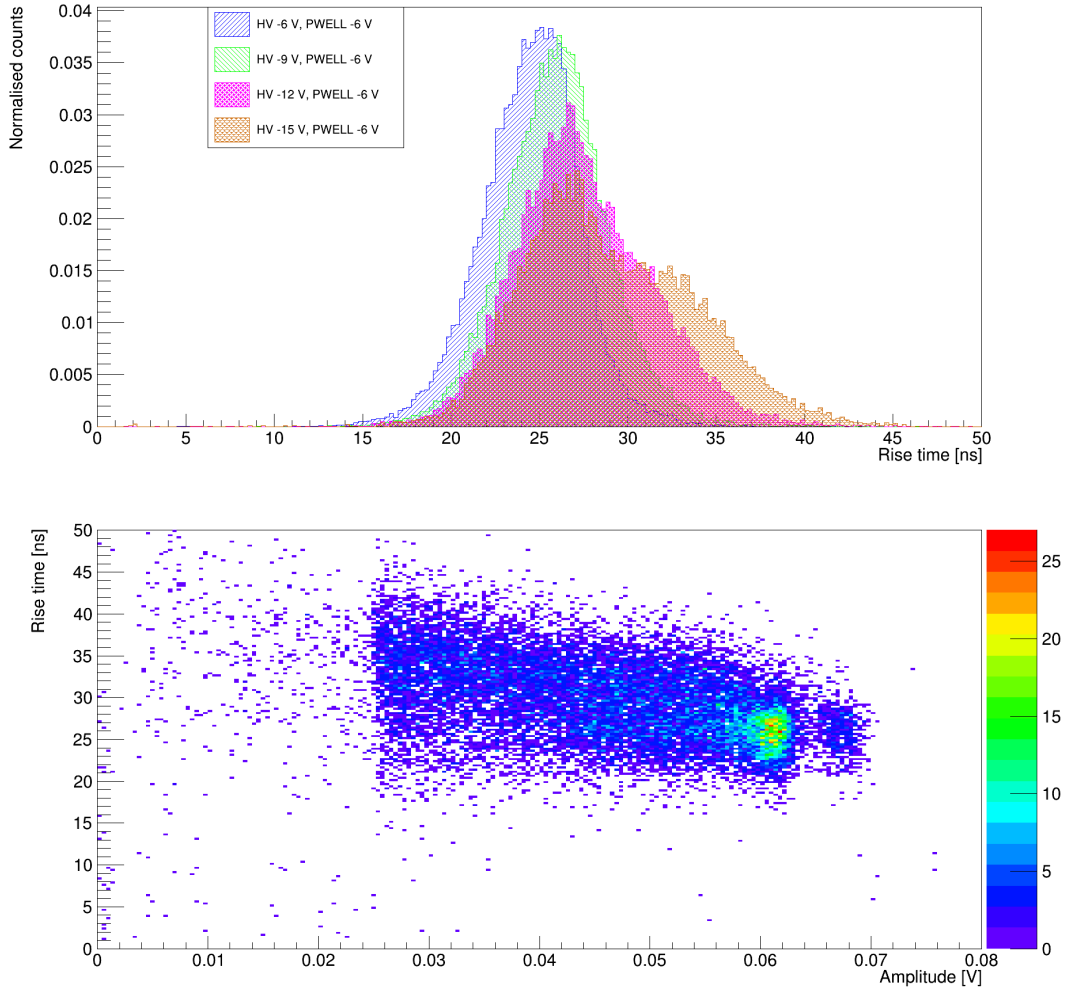 Normalised counts
0.04
0.035
0.03
0.025
0.02
0.015
0.01
0.005
0
HV -6 V, PWELL -6 V
HV -9 V, PWELL -6 V
HV -12 V, PWELL -6 V
HV -15 V, PWELL -6 V
0 5 10 15 20 25 30 35 40 45 50
Rise time [ns]
Rise time [ns]
50
45
40
35
30
25
20
15
10
5
0
25
20
15
10
5
0
0 0.01 0.02 0.03 0.04 0.05 0.06 0.07 0.08
Amplitude [V]